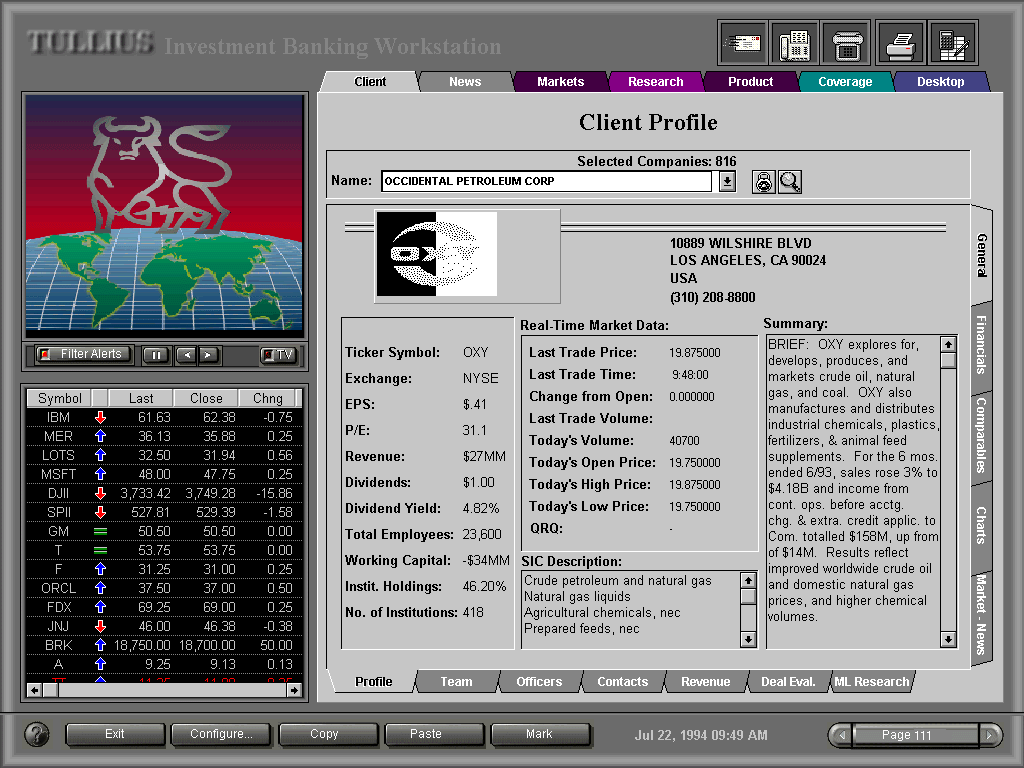 TULLIUS Investment Banking Workstation
Client News Markets Research Product Coverage Desktop
Client Profile
Selected Companies: 816
Name: OCCIDENTAL PETROLEUM CORP
OXY
10889 WILSHIRE BLVD
LOS ANGELES, CA 90024
USA
(310) 208-8800
Ticker Symbol: OXY
Exchange: NYSE
EPS: $.41
P/E: 31.1
Revenue: $27MM
Dividends: $1.00
Dividend Yield: 4.82%
Total Employees: 23,600
Working Capital: -$34MM
Instit. Holdings: 46.20%
No. of Institutions: 418
Real-Time Market Data:
Last Trade Price: 19.875000
Last Trade Time: 9:48:00
Change from Open: 0.000000
Last Trade Volume:
Today's Volume: 40700
Today's Open Price: 19.750000
Today's High Price: 19.875000
Today's Low Price: 19.750000
QRQ: -
SIC Description:
Crude petroleum and natural gas
Natural gas liquids
Agricultural chemicals, nec
Prepared feeds, nec
Summary:
BRIEF: OXY explores for,
develops, produces, and
markets crude oil, natural
gas, and coal. OXY also
manufactures and distributes
industrial chemicals, plastics,
fertilizers, & animal feed
supplements. For the 6 mos.
ended 6/93, sales rose 3% to
$4.18B and income from
cont. ops. before acctg.
chg. & extra. credit applic. to
Com. totalled $158M, up from
of $14M. Results reflect
improved worldwide crude oil
and domestic natural gas
prices, and higher chemical
volumes.
General
Financials
Comparables
Charts
Market - News
Filter Alerts TV
Symbol Last Close Chng
IBM 61.63 62.38 -0.75
MER 36.13 35.88 0.25
LOTS 32.50 31.94 0.56
MSFT 48.00 47.75 0.25
DJII 3,733.42 3,749.28 -15.86
SPII 527.81 529.39 -1.58
GM 50.50 50.50 0.00
T 53.75 53.75 0.00
F 31.25 31.00 0.25
ORCL 37.50 37.00 0.50
FDX 69.25 69.00 0.25
JNJ 46.00 46.38 -0.38
BRK 18,750.00 18,700.00 50.00
A 9.25 9.13 0.13
Profile Team Officers Contacts Revenue Deal Eval. ML Research
? Exit Configure... Copy Paste Mark Jul 22, 1994 09:49 AM Page 111